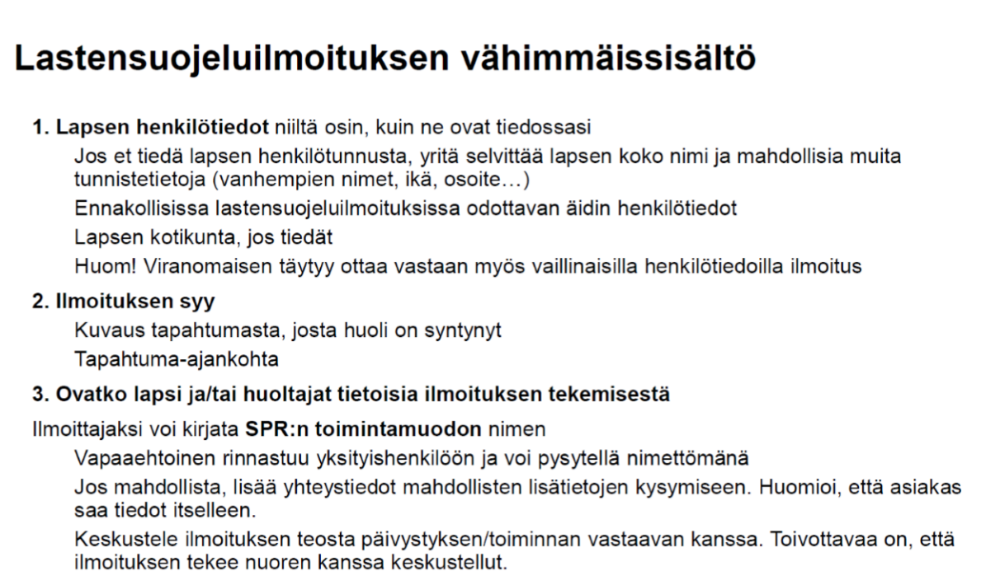 Lastensuojeluilmoituksen vähimmäissisältö
1. Lapsen henkilötiedot niiltä osin, kuin ne ovat tiedossasi
Jos et tiedä lapsen henkilötunnusta, yritä selvittää lapsen koko nimi ja mahdollisia muita
tunnistetietoja (vanhempien nimet, ikä, osoite…)
Ennakollisissa lastensuojeluilmoituksissa odottavan äidin henkilötiedot
Lapsen kotikunta, jos tiedät
Huom! Viranomaisen täytyy ottaa vastaan myös vaillinaisilla henkilötiedoilla ilmoitus
2. Ilmoituksen syy
Kuvaus tapahtumasta, josta huoli on syntynyt
Tapahtuma-ajankohta
3. Ovatko lapsi ja/tai huoltajat tietoisia ilmoituksen tekemisestä
Ilmoittajaksi voi kirjata SPR:n toimintamuodon nimen
Vapaaehtoinen rinnastuu yksityishenkilöön ja voi pysytellä nimettömänä
Jos mahdollista, lisää yhteystiedot mahdollisten lisätietojen kysymiseen. Huomioi, että asiakas
saa tiedot itselleen.
Keskustele ilmoituksen teosta päivystyksen/toiminnan vastaavan kanssa. Toivottavaa on, että
ilmoituksen tekee nuoren kanssa keskustellut.